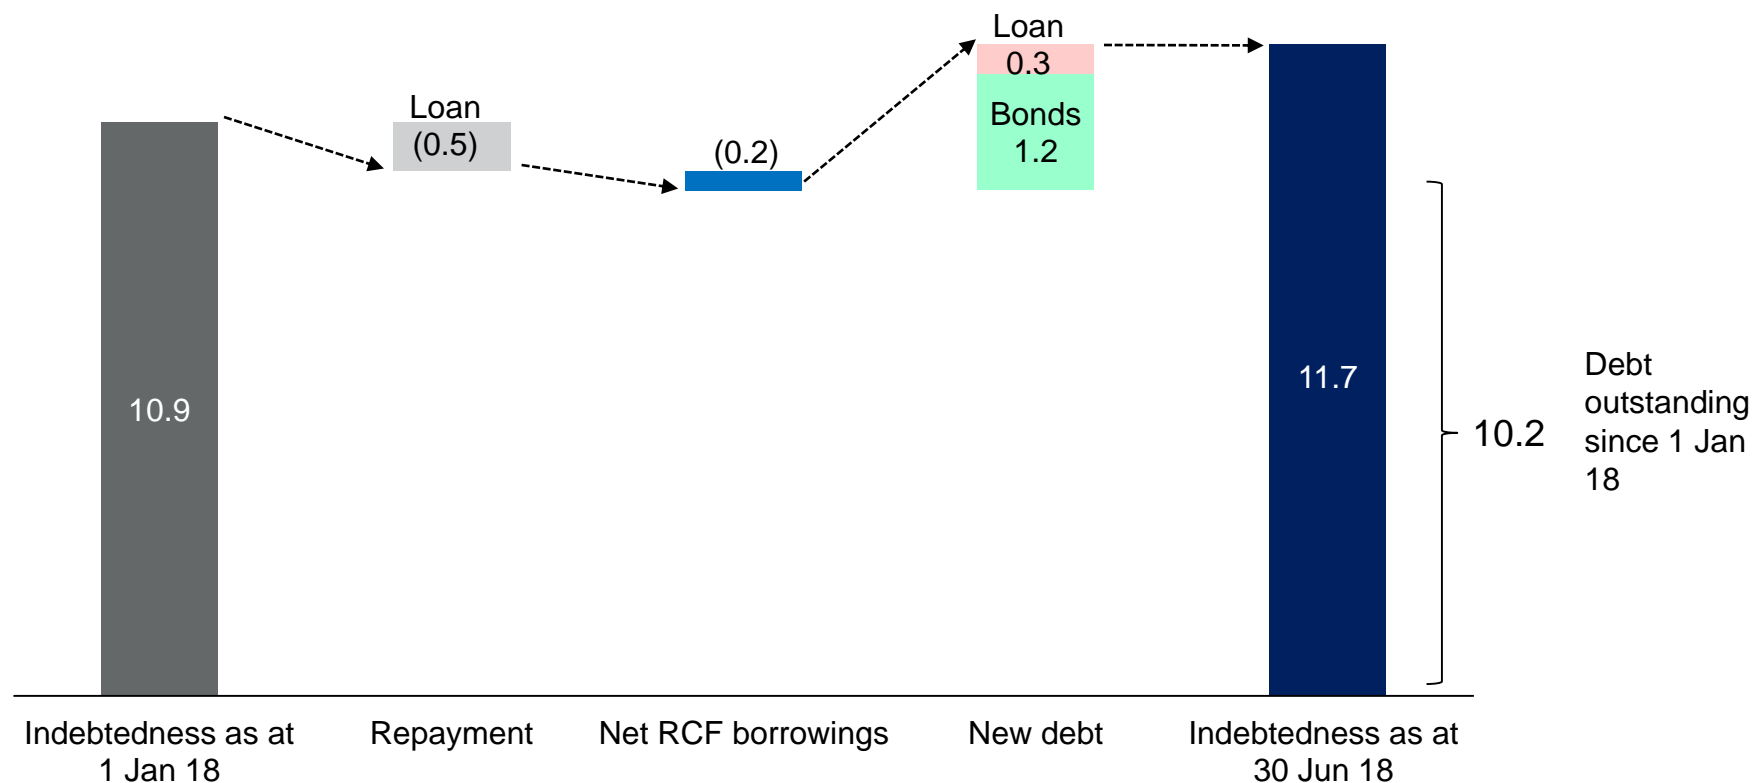 Loan
0.3
Bonds
1.2
Loan
(0.5)
(0.2)
10.9
11.7
10.2
Debt
outstanding
since 1 Jan
18
Indebtedness as at
1 Jan 18
Repayment
Net RCF borrowings
New debt
Indebtedness as at
30 Jun 18